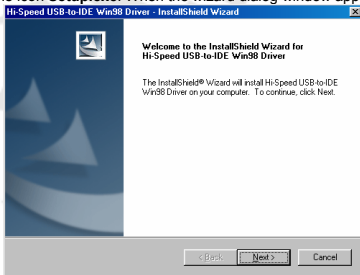 Hi-Speed USB-to-IDE Win98 Driver - InstallShield Wizard
Welcome to the InstallShield Wizard for
Hi-Speed USB-to-IDE Win98 Driver
The InstallShield® Wizard will install Hi-Speed USB-to-IDE
Win98 Driver on your computer. To continue, click Next.
< Back Next > Cancel